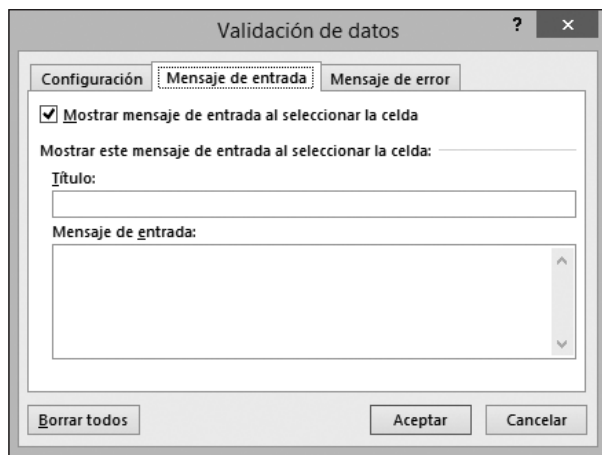 Validación de datos ? ×
Configuración Mensaje de entrada Mensaje de error
Mostrar mensaje de entrada al seleccionar la celda
Mostrar este mensaje de entrada al seleccionar la celda:
Título:
Mensaje de entrada:
Borrar todos Aceptar Cancelar